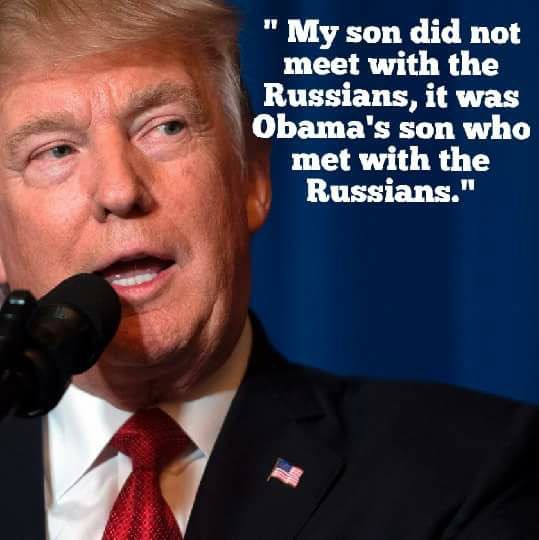 " My son did not
meet with the
Russians, it was
Obama's son who
met with the
Russians."